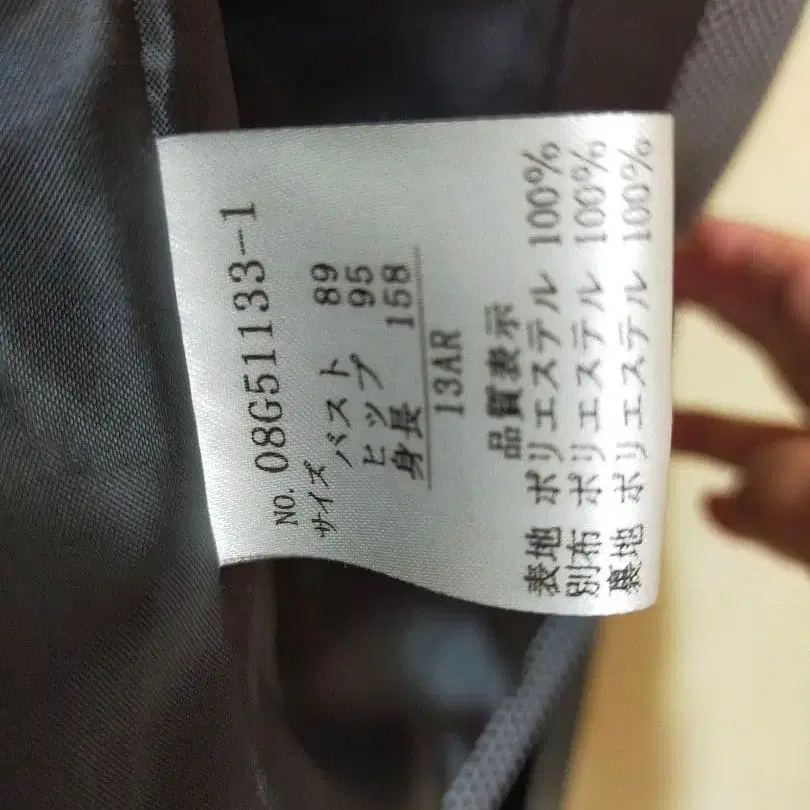 NO. 08G51133-1
サイズ
バスト 89
ヒップ 95
身長 158
13AR
品質表示
表地 ポリエステル 100%
別布 ポリエステル 100%
裏地 ポリエステル 100%